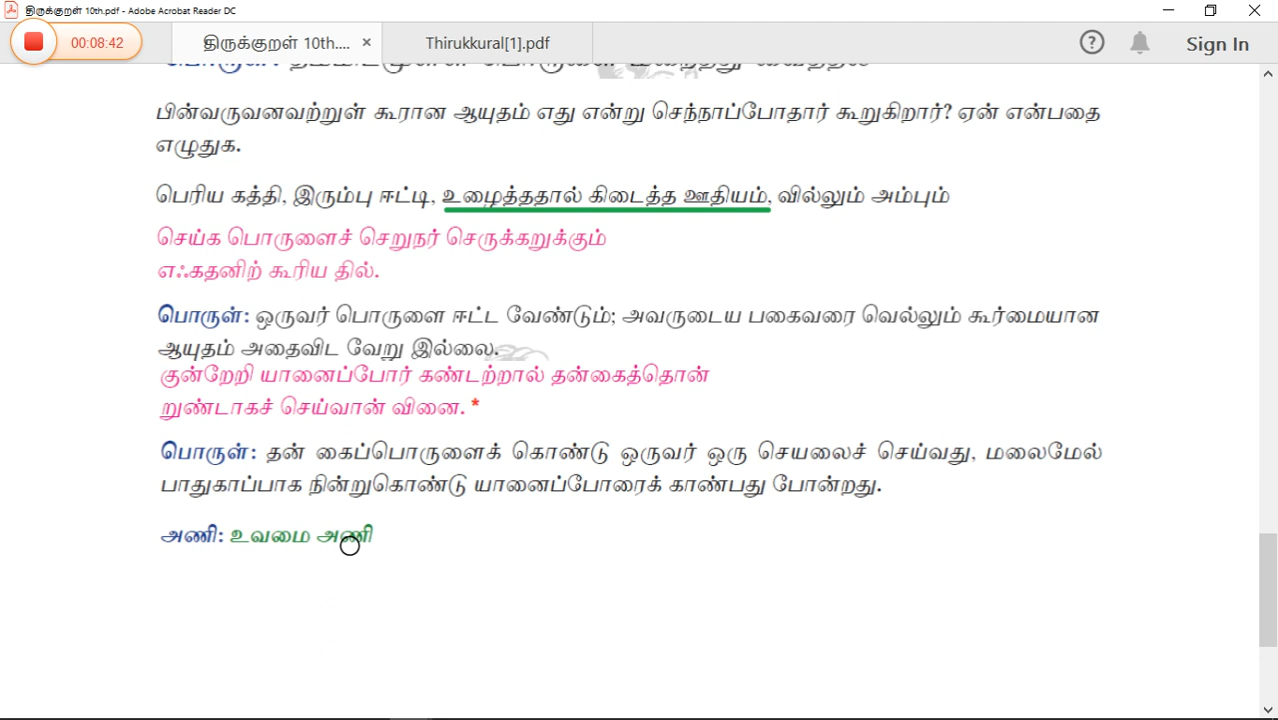 திருக்குறள் 10th.pdf - Adobe Acrobat Reader DC
00:08:42
திருக்குறள் 10th.... ×
Thirukkural[1].pdf
Sign In
பின்வருவனவற்றுள் கூரான ஆயுதம் எது என்று செந்நாப்போதார் கூறுகிறார்? ஏன் என்பதை
எழுதுக.
பெரிய கத்தி, இரும்பு ஈட்டி, உழைத்ததால் கிடைத்த ஊதியம், வில்லும் அம்பும்
செய்க பொருளைச் செறுநர் செருக்கறுக்கும்
எஃகதனிற் கூரிய தில்.
பொருள்: ஒருவர் பொருளை ஈட்ட வேண்டும்; அவருடைய பகைவரை வெல்லும் கூர்மையான
ஆயுதம் அதைவிட வேறு இல்லை.
குன்றேறி யானைப்போர் கண்டற்றால் தன்கைத்தொன்
றுண்டாகச் செய்வான் வினை. *
பொருள்: தன் கைப்பொருளைக் கொண்டு ஒருவர் ஒரு செயலைச் செய்வது, மலைமேல்
பாதுகாப்பாக நின்றுகொண்டு யானைப்போரைக் காண்பது போன்றது.
அணி: உவமை அணி